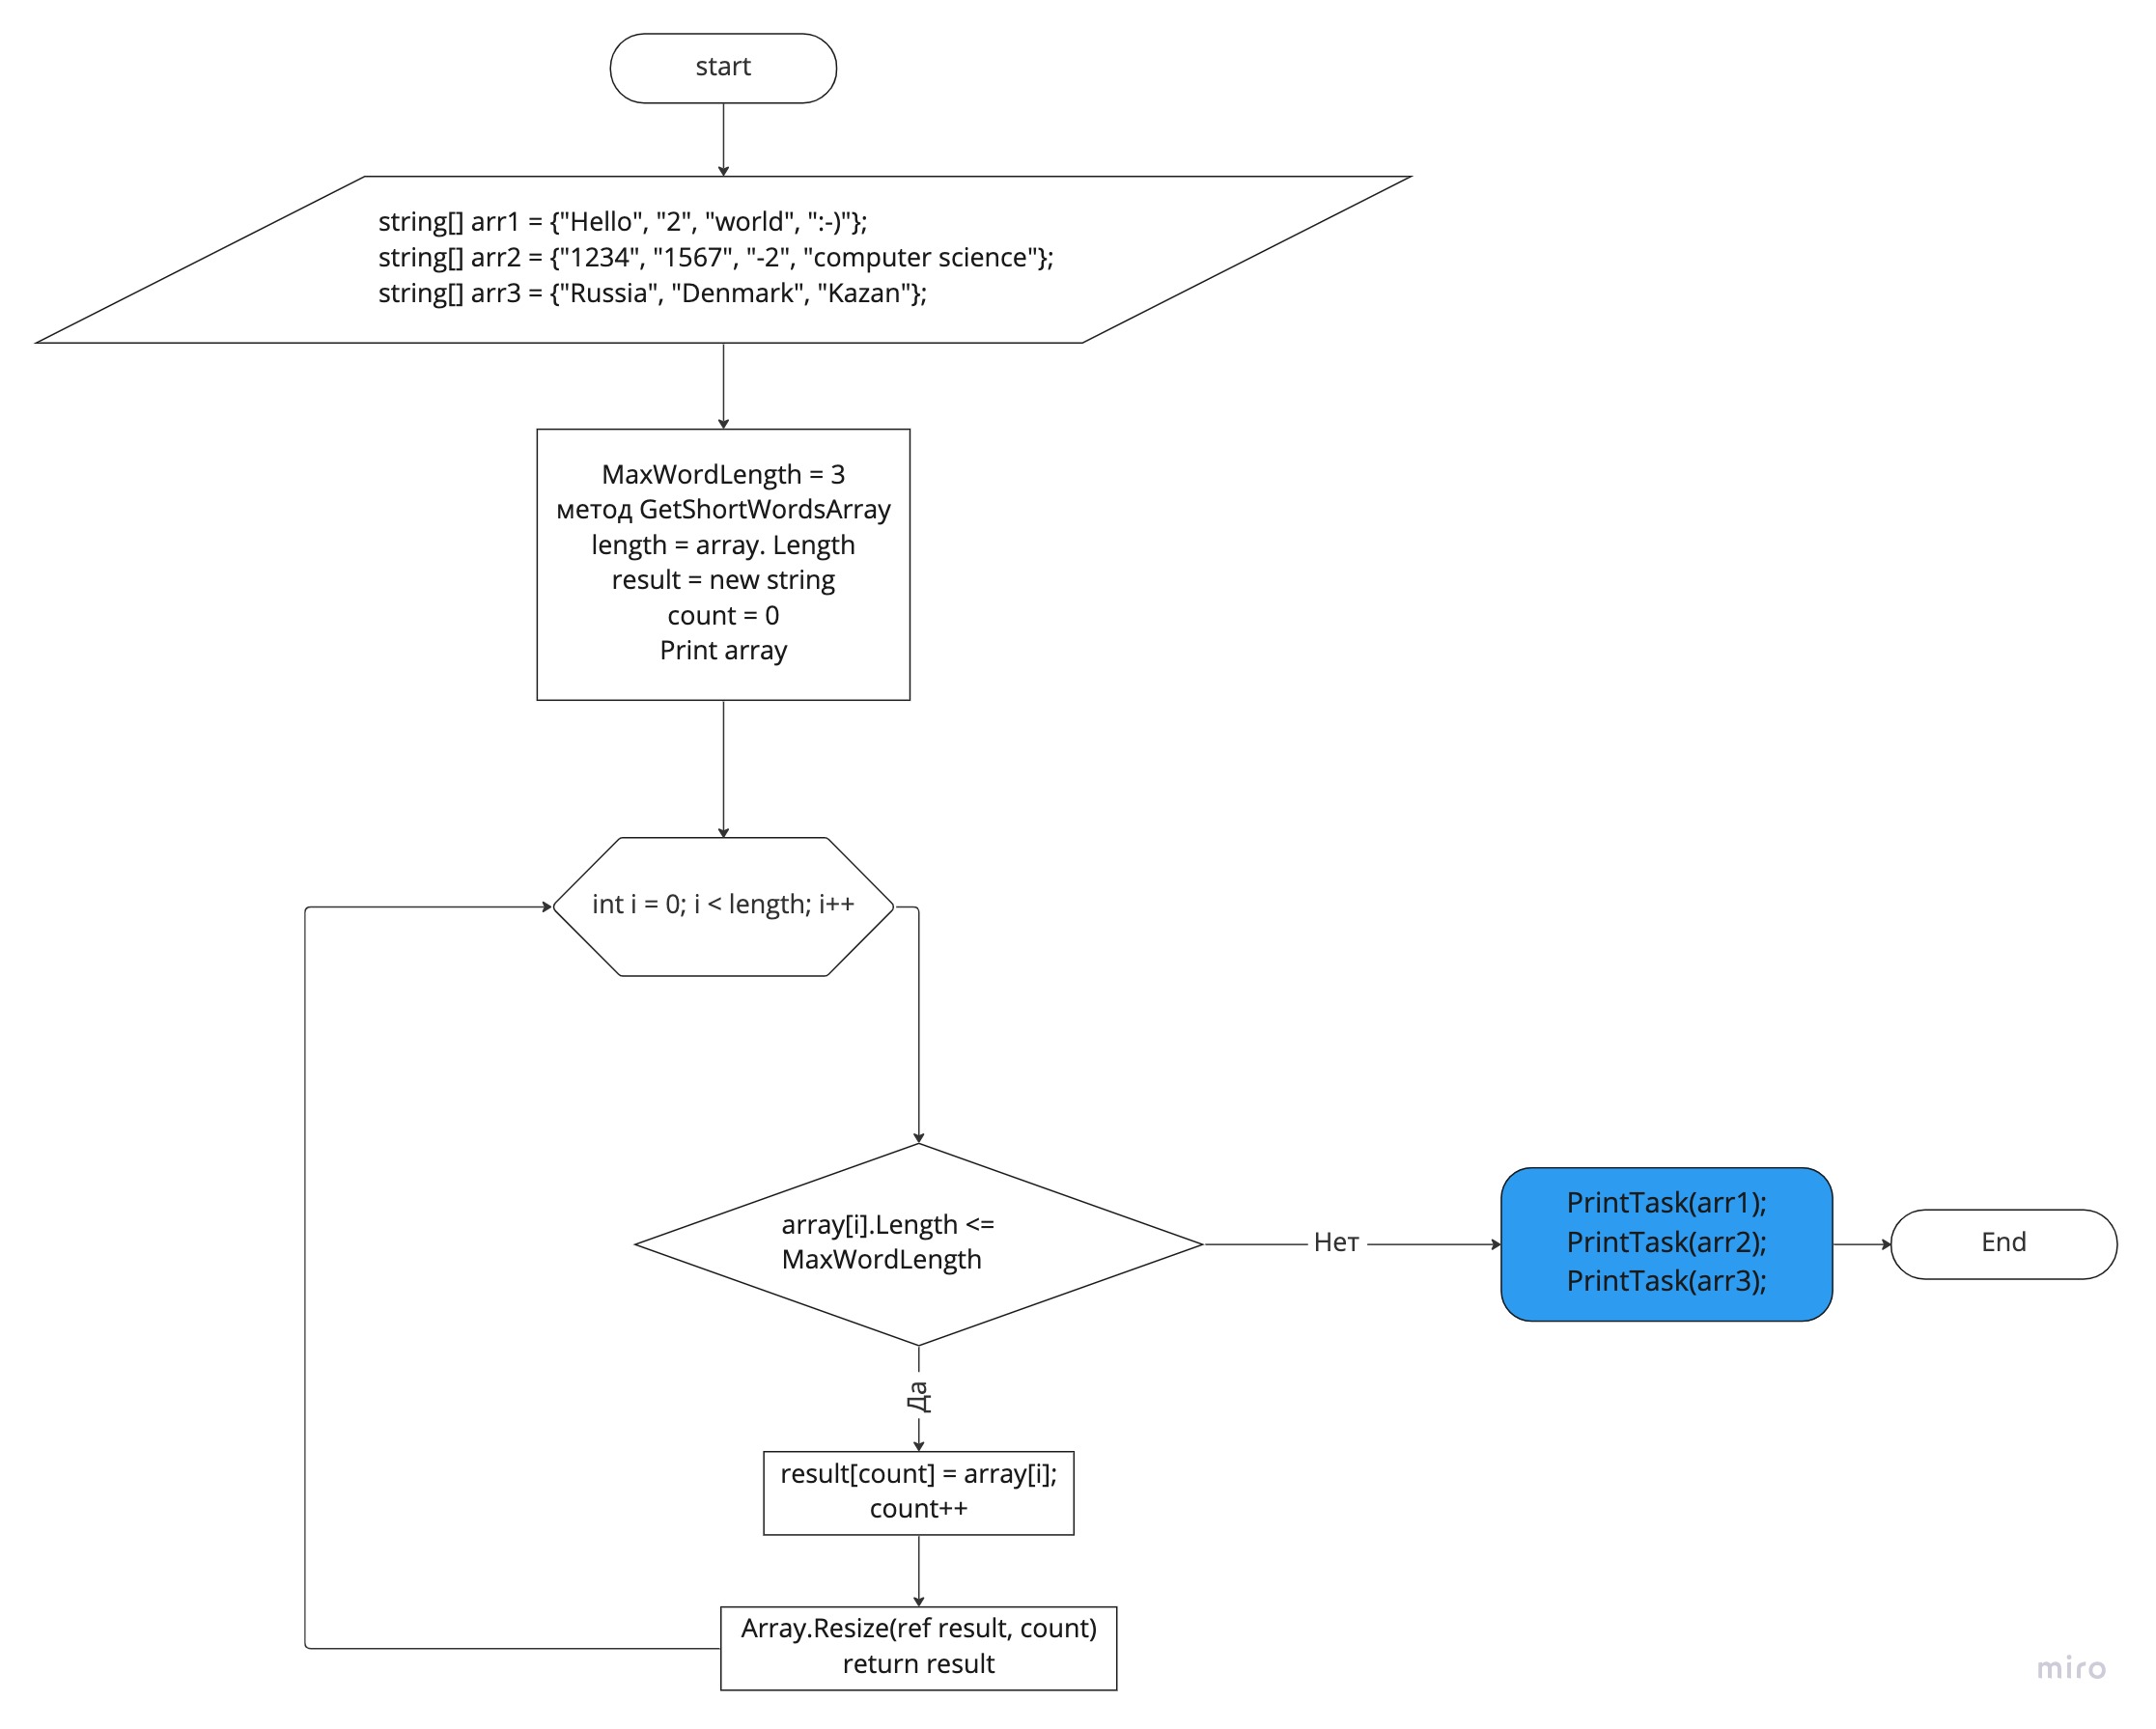 start
string[] arr1 = {"Hello", "2", "world", ":-)"};
string[] arr2 = {"1234", "1567", "-2", "computer science"};
string[] arr3 = {"Russia", "Denmark", "Kazan"};
MaxWordLength = 3
метод GetShortWordsArray
length = array. Length
result = new string
count = 0
Print array
int i = 0; i < length; i++
array[i].Length <=
MaxWordLength
Нет
PrintTask(arr1);
PrintTask(arr2);
PrintTask(arr3);
End
Да
result[count] = array[i];
count++
Array.Resize(ref result, count)
return result
miro